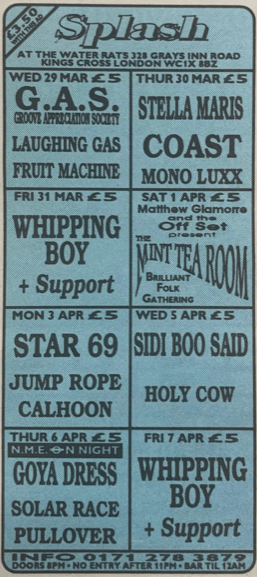 £3.50
WITH THIS AD
Splash
AT THE WATER RATS 328 GRAYS INN ROAD
KINGS CROSS LONDON WC1X 8BZ
WED 29 MAR £5
G.A.S.
GROOVE APPRECIATION SOCIETY
LAUGHING GAS
FRUIT MACHINE
THUR 30 MAR £5
STELLA MARIS
COAST
MONO LUXX
FRI 31 MAR £5
WHIPPING
BOY
+ Support
SAT 1 APR £5
Matthew Glamorre
and the
Off Set
present
THE
MINT TEA ROOM
BRILLIANT
FOLK
GATHERING
MON 3 APR £5
STAR 69
JUMP ROPE
CALHOON
WED 5 APR £5
SIDI BOO SAID
HOLY COW
THUR 6 APR £5
N.M.E. ON NIGHT
GOYA DRESS
SOLAR RACE
PULLOVER
FRI 7 APR £5
WHIPPING
BOY
+ Support
INFO 0171 278 3879
DOORS 8PM • NO ENTRY AFTER 11PM • BAR TIL 12AM